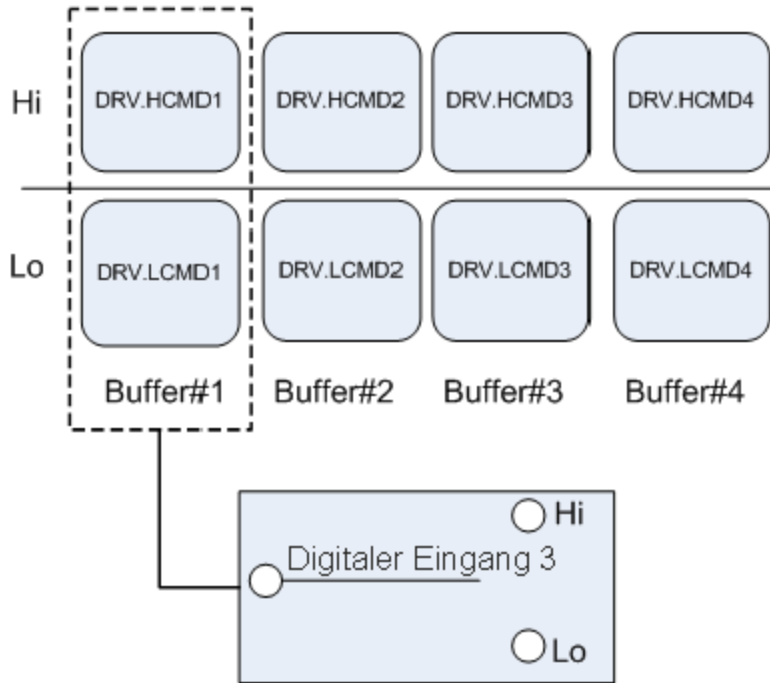 Hi
DRV.HCMD1 DRV.HCMD2 DRV.HCMD3 DRV.HCMD4
Lo
DRV.LCMD1 DRV.LCMD2 DRV.LCMD3 DRV.LCMD4
Buffer#1 Buffer#2 Buffer#3 Buffer#4
Hi
Digitaler Eingang 3
Lo